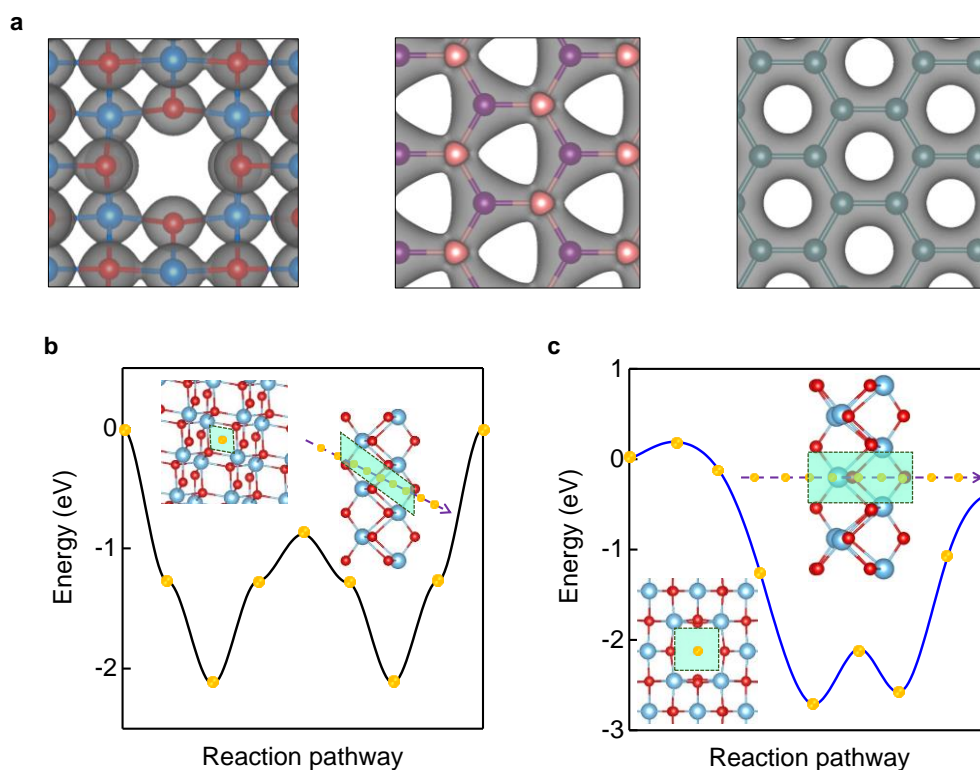 a
b
0
-1
-2
Energy (eV)
Reaction pathway
c
1
0
-1
-2
-3
Energy (eV)
Reaction pathway